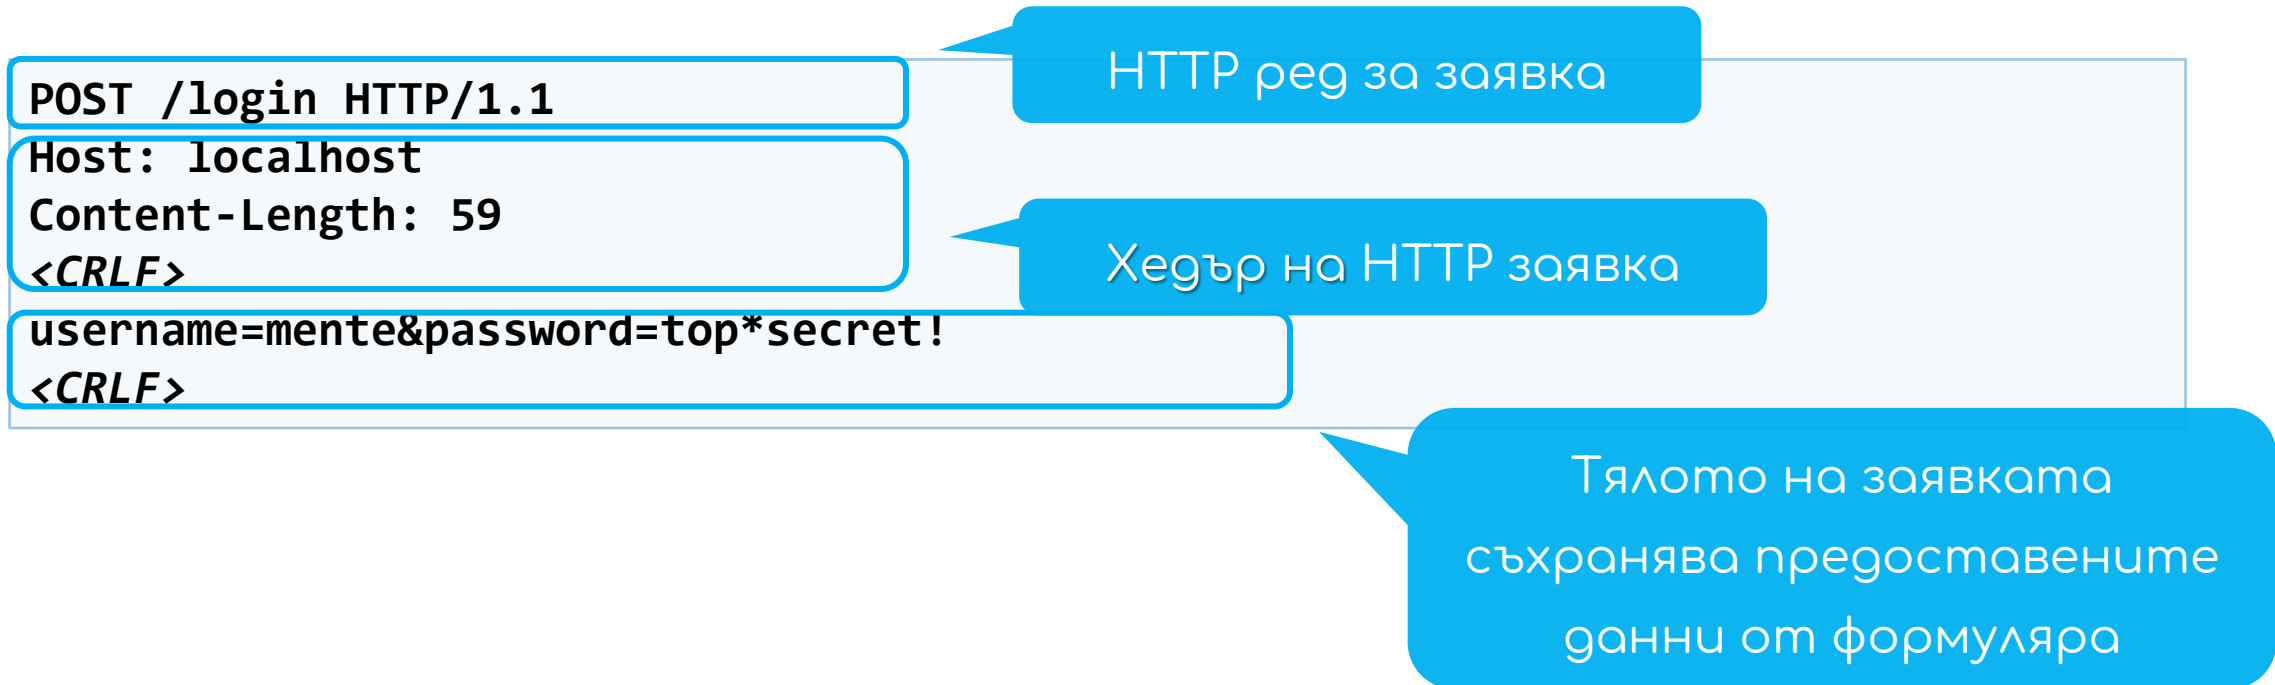 HTTP ред за заявка
POST /login HTTP/1.1
Host: localhost
Content-Length: 59
<CRLF>
Хедър на HTTP заявка
username=mente&password=top*secret!
<CRLF>
Тялото на заявката
съхранява предоставените
данни от формуляра